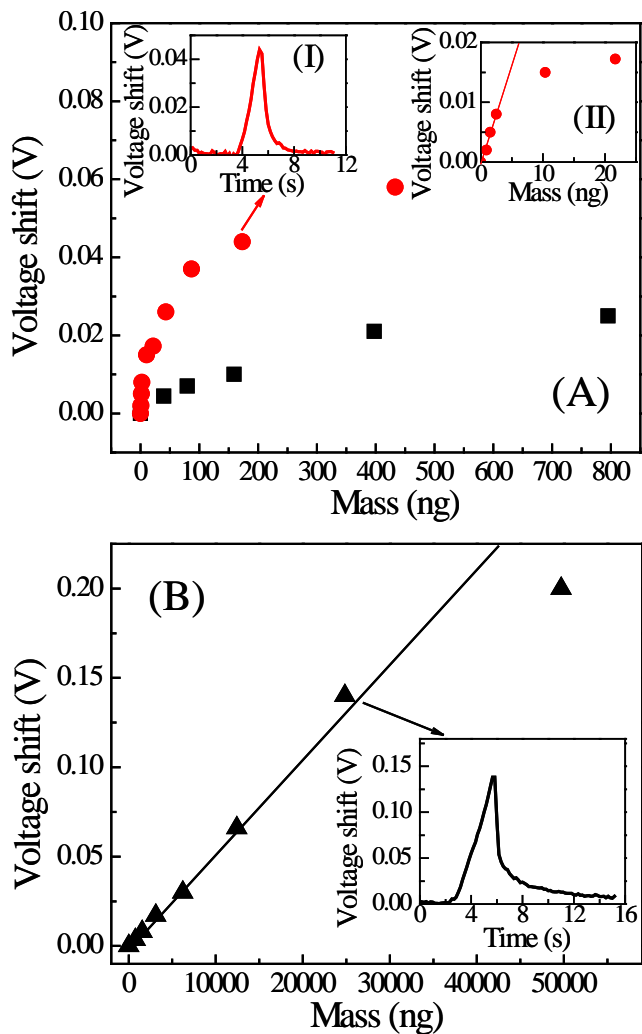 0.10
0.08
0.06
0.04
0.02
0.00
Voltage shift (V)
0 100 200 300 400 500 600 700 800
Mass (ng)
(A)
(I)
0.04
0.02
0.00
Voltage shift (V)
0 4 8 12
Time (s)
(II)
0.02
0.01
0.00
Voltage shift (V)
0 10 20
Mass (ng)
(B)
0.20
0.15
0.10
0.05
0.00
Voltage shift (V)
0 10000 20000 30000 40000 50000
Mass (ng)
0.15
0.10
0.05
0.00
Voltage shift (V)
0 4 8 12 16
Time (s)